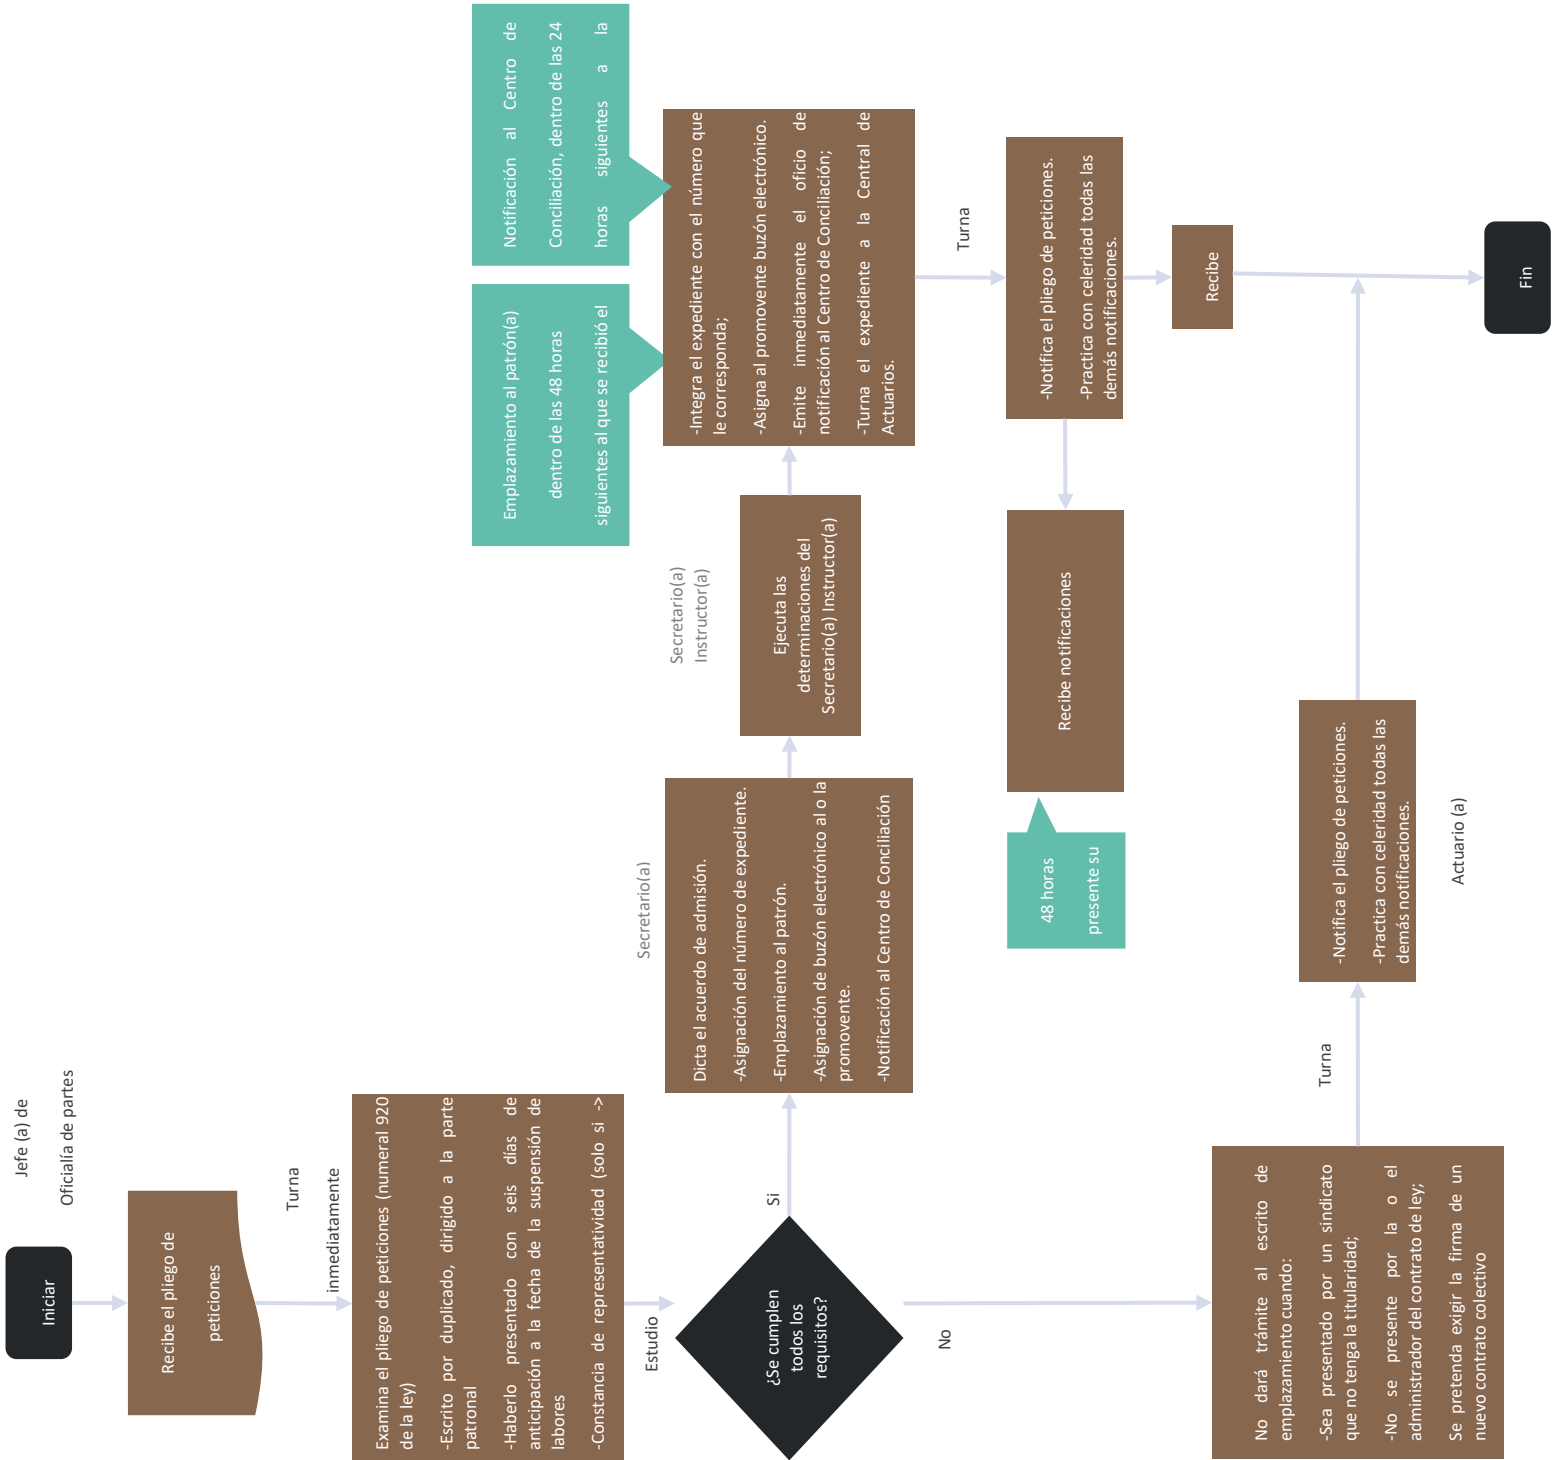 Jefe (a) de
Oficialía de partes
Iniciar
Recibe el pliego de
peticiones
Turna
inmediatamente
Examina el pliego de peticiones (numeral 920
de la ley)
-Escrito por duplicado, dirigido a la parte
patronal
-Haberlo presentado con seis días de
anticipación a la fecha de la suspensión de
labores
-Constancia de representatividad (solo si ->
Estudio
¿Se cumplen
todos los
requisitos?
Si
No
Secretario(a)
Dicta el acuerdo de admisión.
-Asignación del número de expediente.
-Emplazamiento al patrón.
-Asignación de buzón electrónico al o la
promovente.
-Notificación al Centro de Conciliación
Secretario(a)
Instructor(a)
Ejecuta las
determinaciones del
Secretario(a) Instructor(a)
Emplazamiento al patrón(a)
dentro de las 48 horas
siguientes al que se recibió el
Notificación al Centro de
Conciliación, dentro de las 24
horas siguientes a la
-Integra el expediente con el número que
le corresponda;
-Asigna al promovente buzón electrónico.
-Emite inmediatamente el oficio de
notificación al Centro de Conciliación;
-Turna el expediente a la Central de
Actuarios.
Turna
-Notifica el pliego de peticiones.
-Practica con celeridad todas las
demás notificaciones.
Recibe notificaciones
48 horas
presente su
Recibe
No dará trámite al escrito de
emplazamiento cuando:
-Sea presentado por un sindicato
que no tenga la titularidad;
-No se presente por la o el
administrador del contrato de ley;
Se pretenda exigir la firma de un
nuevo contrato colectivo
Turna
-Notifica el pliego de peticiones.
-Practica con celeridad todas las
demás notificaciones.
Actuario (a)
Fin